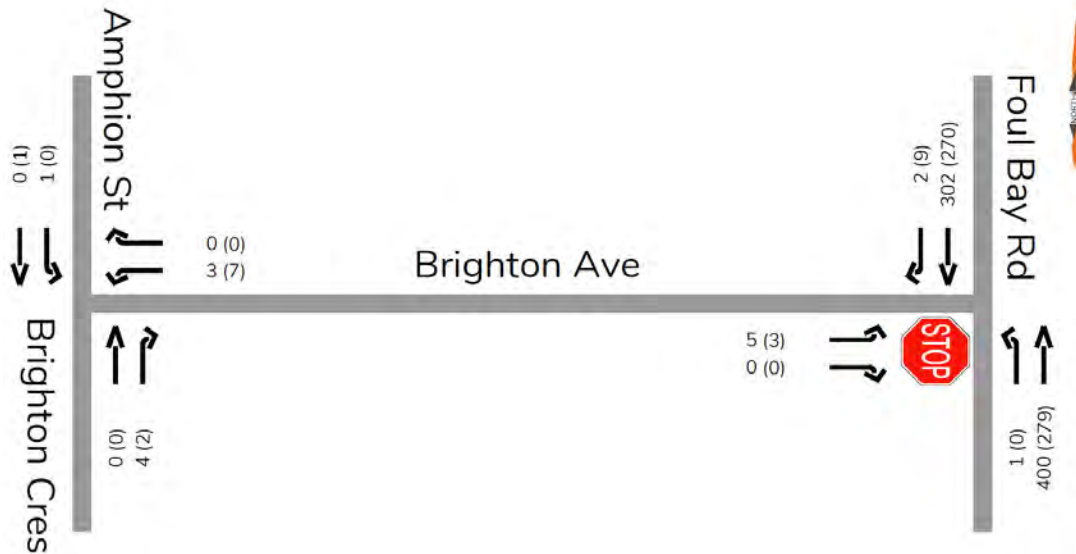 Amphion St
Foul Bay Rd
NORTH
0 (1)
1 (0)
2 (9)
302 (270)
0 (0)
3 (7)
Brighton Ave
Brighton Cres
5 (3)
0 (0)
STOP
0 (0)
4 (2)
1 (0)
400 (279)